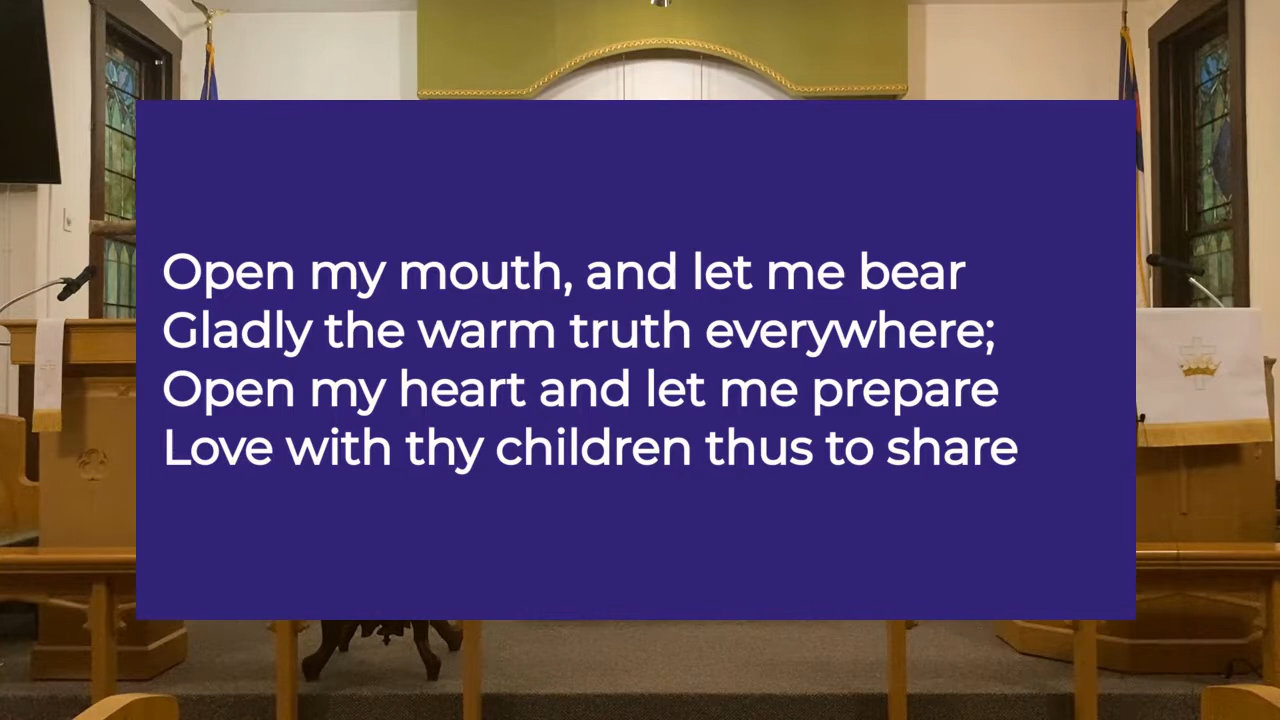 Open my mouth, and let me bear
Gladly the warm truth everywhere;
Open my heart and let me prepare
Love with thy children thus to share